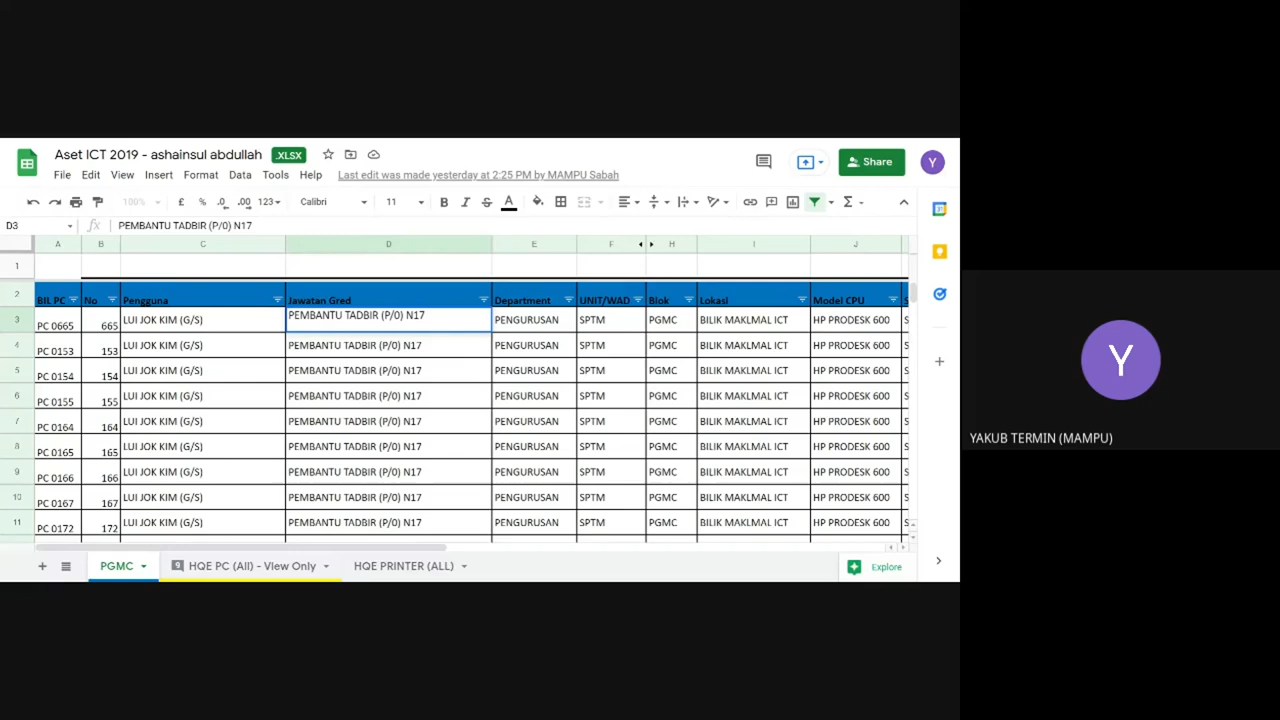 Aset ICT 2019 - ashainsul abdullah .XLSX
Share Y
File Edit View Insert Format Data Tools Help Last edit was made yesterday at 2:25 PM by MAMPU Sabah
100% £ % .0 .00 123 Calibri 11 B I S A Σ
D3 fx PEMBANTU TADBIR (P/0) N17
A B C D E F H I J
1
2 BIL PC No Pengguna Jawatan Gred Department UNIT/WAD Blok Lokasi Model CPU S
3 PC 0665 665 LUI JOK KIM (G/S) PEMBANTU TADBIR (P/0) N17 PENGURUSAN SPTM PGMC BILIK MAKLMAL ICT HP PRODESK 600 S
4 PC 0153 153 LUI JOK KIM (G/S) PEMBANTU TADBIR (P/0) N17 PENGURUSAN SPTM PGMC BILIK MAKLMAL ICT HP PRODESK 600 S
5 PC 0154 154 LUI JOK KIM (G/S) PEMBANTU TADBIR (P/0) N17 PENGURUSAN SPTM PGMC BILIK MAKLMAL ICT HP PRODESK 600 S
6 PC 0155 155 LUI JOK KIM (G/S) PEMBANTU TADBIR (P/0) N17 PENGURUSAN SPTM PGMC BILIK MAKLMAL ICT HP PRODESK 600 S
7 PC 0164 164 LUI JOK KIM (G/S) PEMBANTU TADBIR (P/0) N17 PENGURUSAN SPTM PGMC BILIK MAKLMAL ICT HP PRODESK 600 S
8 PC 0165 165 LUI JOK KIM (G/S) PEMBANTU TADBIR (P/0) N17 PENGURUSAN SPTM PGMC BILIK MAKLMAL ICT HP PRODESK 600 S
9 PC 0166 166 LUI JOK KIM (G/S) PEMBANTU TADBIR (P/0) N17 PENGURUSAN SPTM PGMC BILIK MAKLMAL ICT HP PRODESK 600 S
10 PC 0167 167 LUI JOK KIM (G/S) PEMBANTU TADBIR (P/0) N17 PENGURUSAN SPTM PGMC BILIK MAKLMAL ICT HP PRODESK 600 S
11 PC 0172 172 LUI JOK KIM (G/S) PEMBANTU TADBIR (P/0) N17 PENGURUSAN SPTM PGMC BILIK MAKLMAL ICT HP PRODESK 600 S
PGMC HQE PC (All) - View Only HQE PRINTER (ALL) Explore
Y
YAKUB TERMIN (MAMPU)